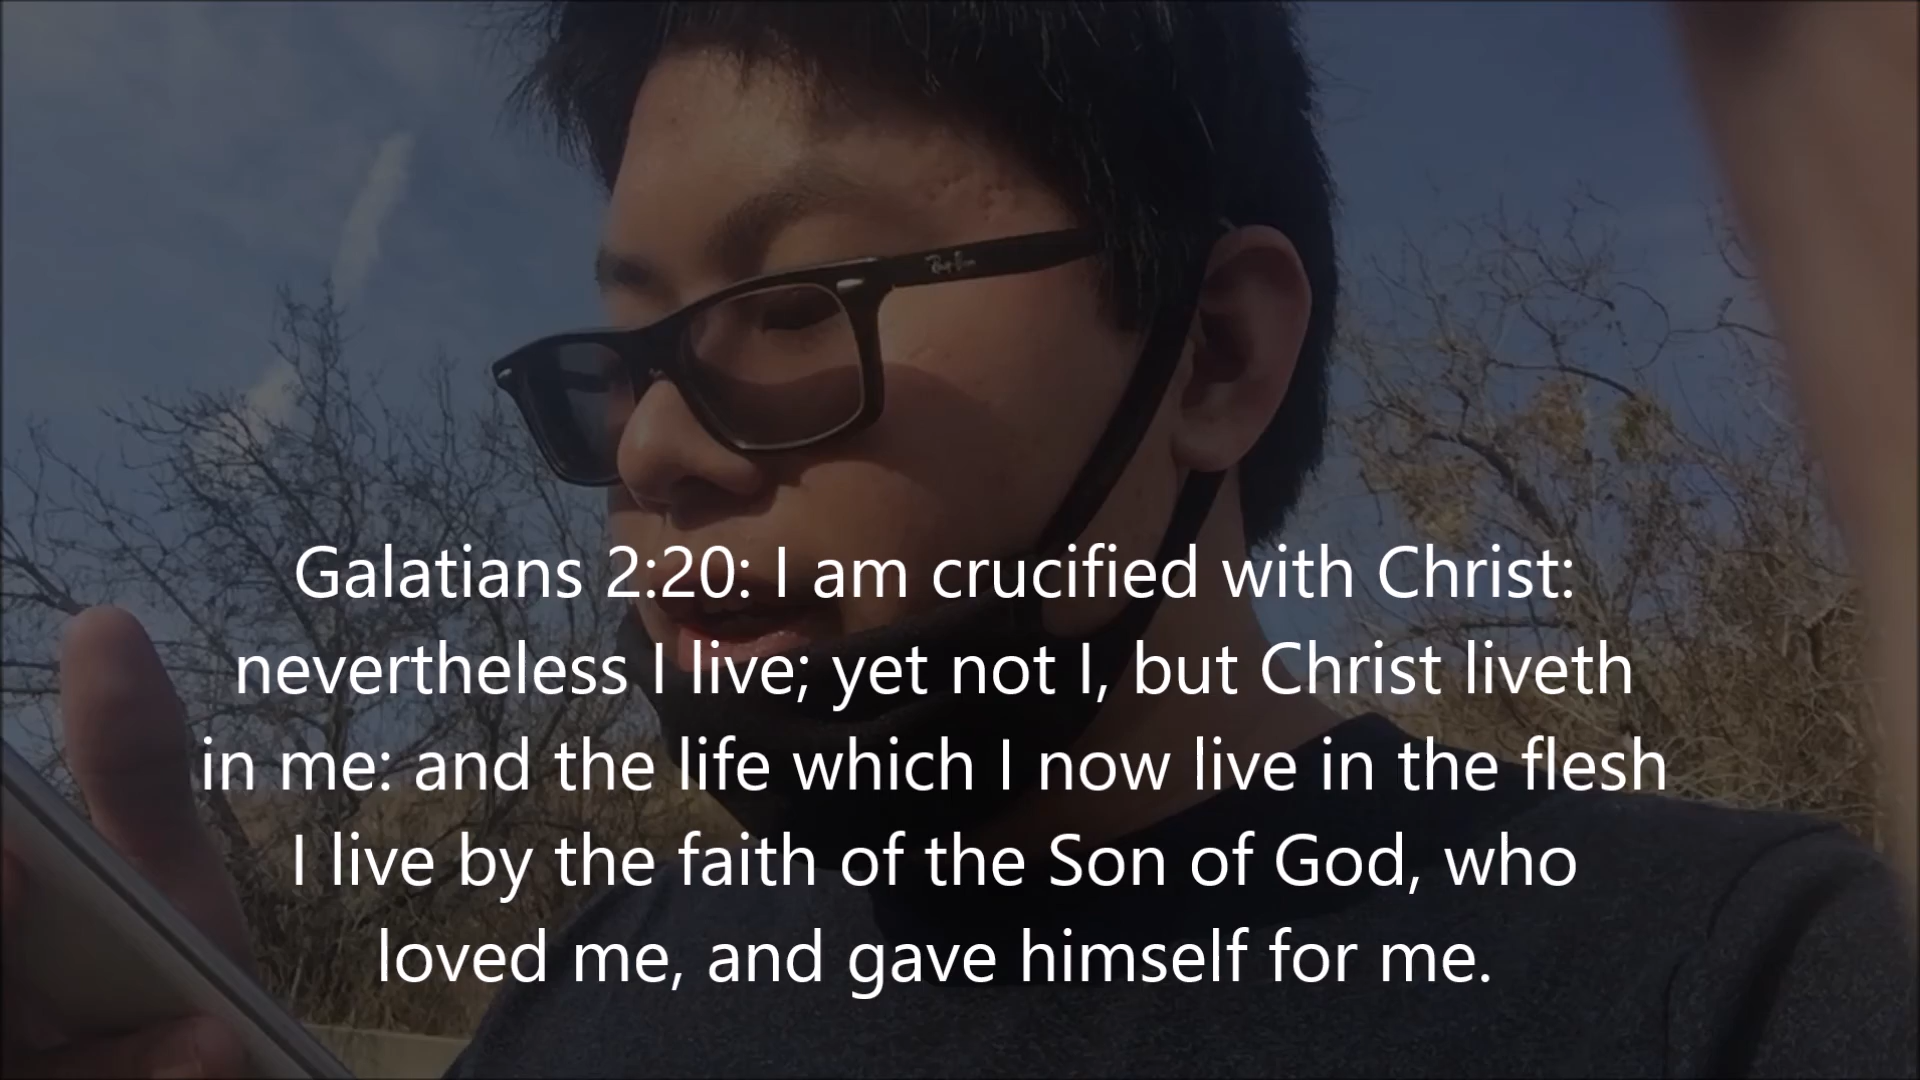 Ray-Ban
Galatians 2:20: I am crucified with Christ:
nevertheless I live; yet not I, but Christ liveth
in me: and the life which I now live in the flesh
I live by the faith of the Son of God, who
loved me, and gave himself for me.